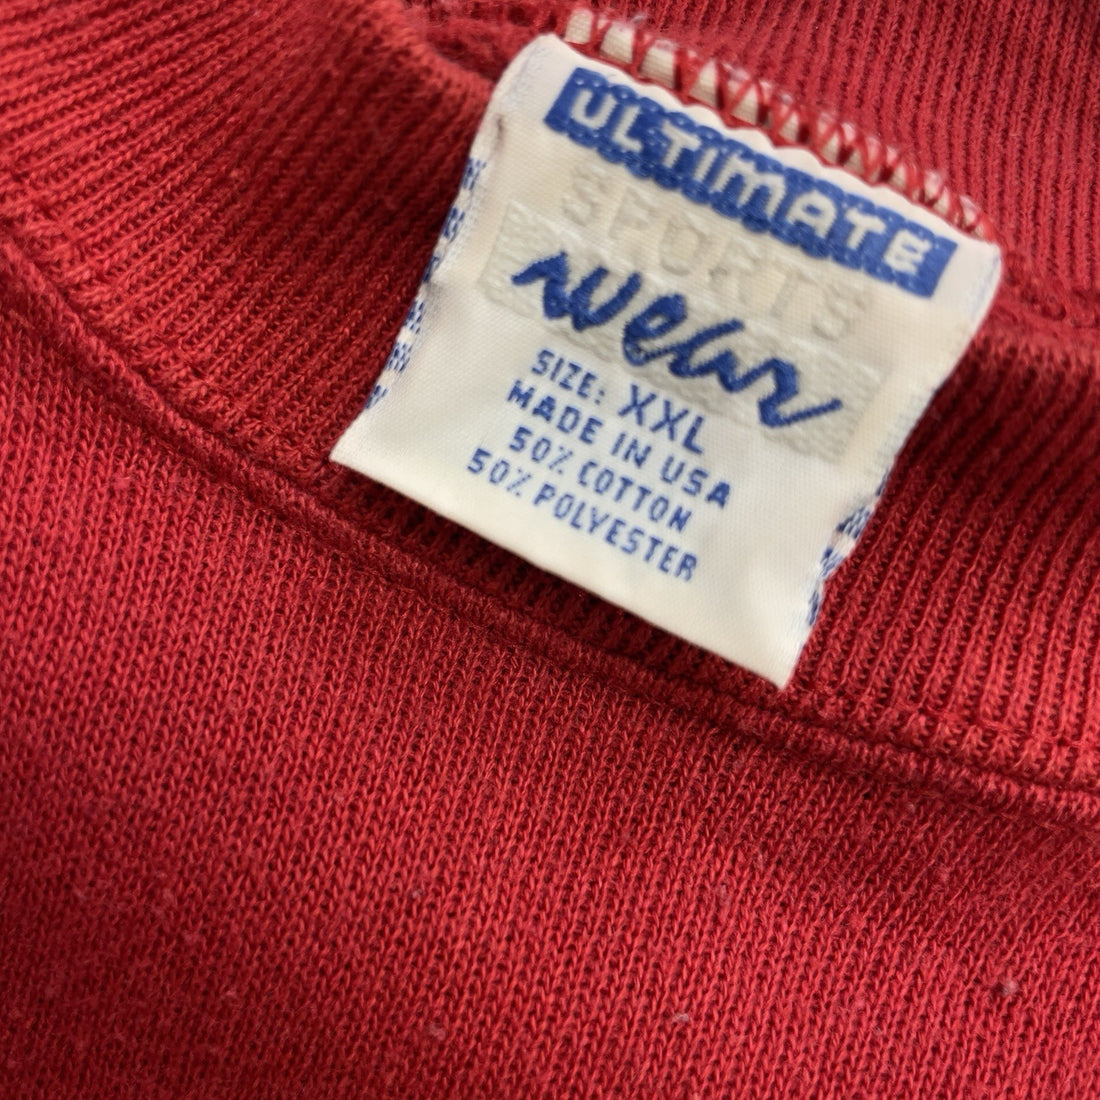 ULTIMATE
SPORTS
wear
SIZE: XXL
MADE IN USA
50% COTTON
50% POLYESTER